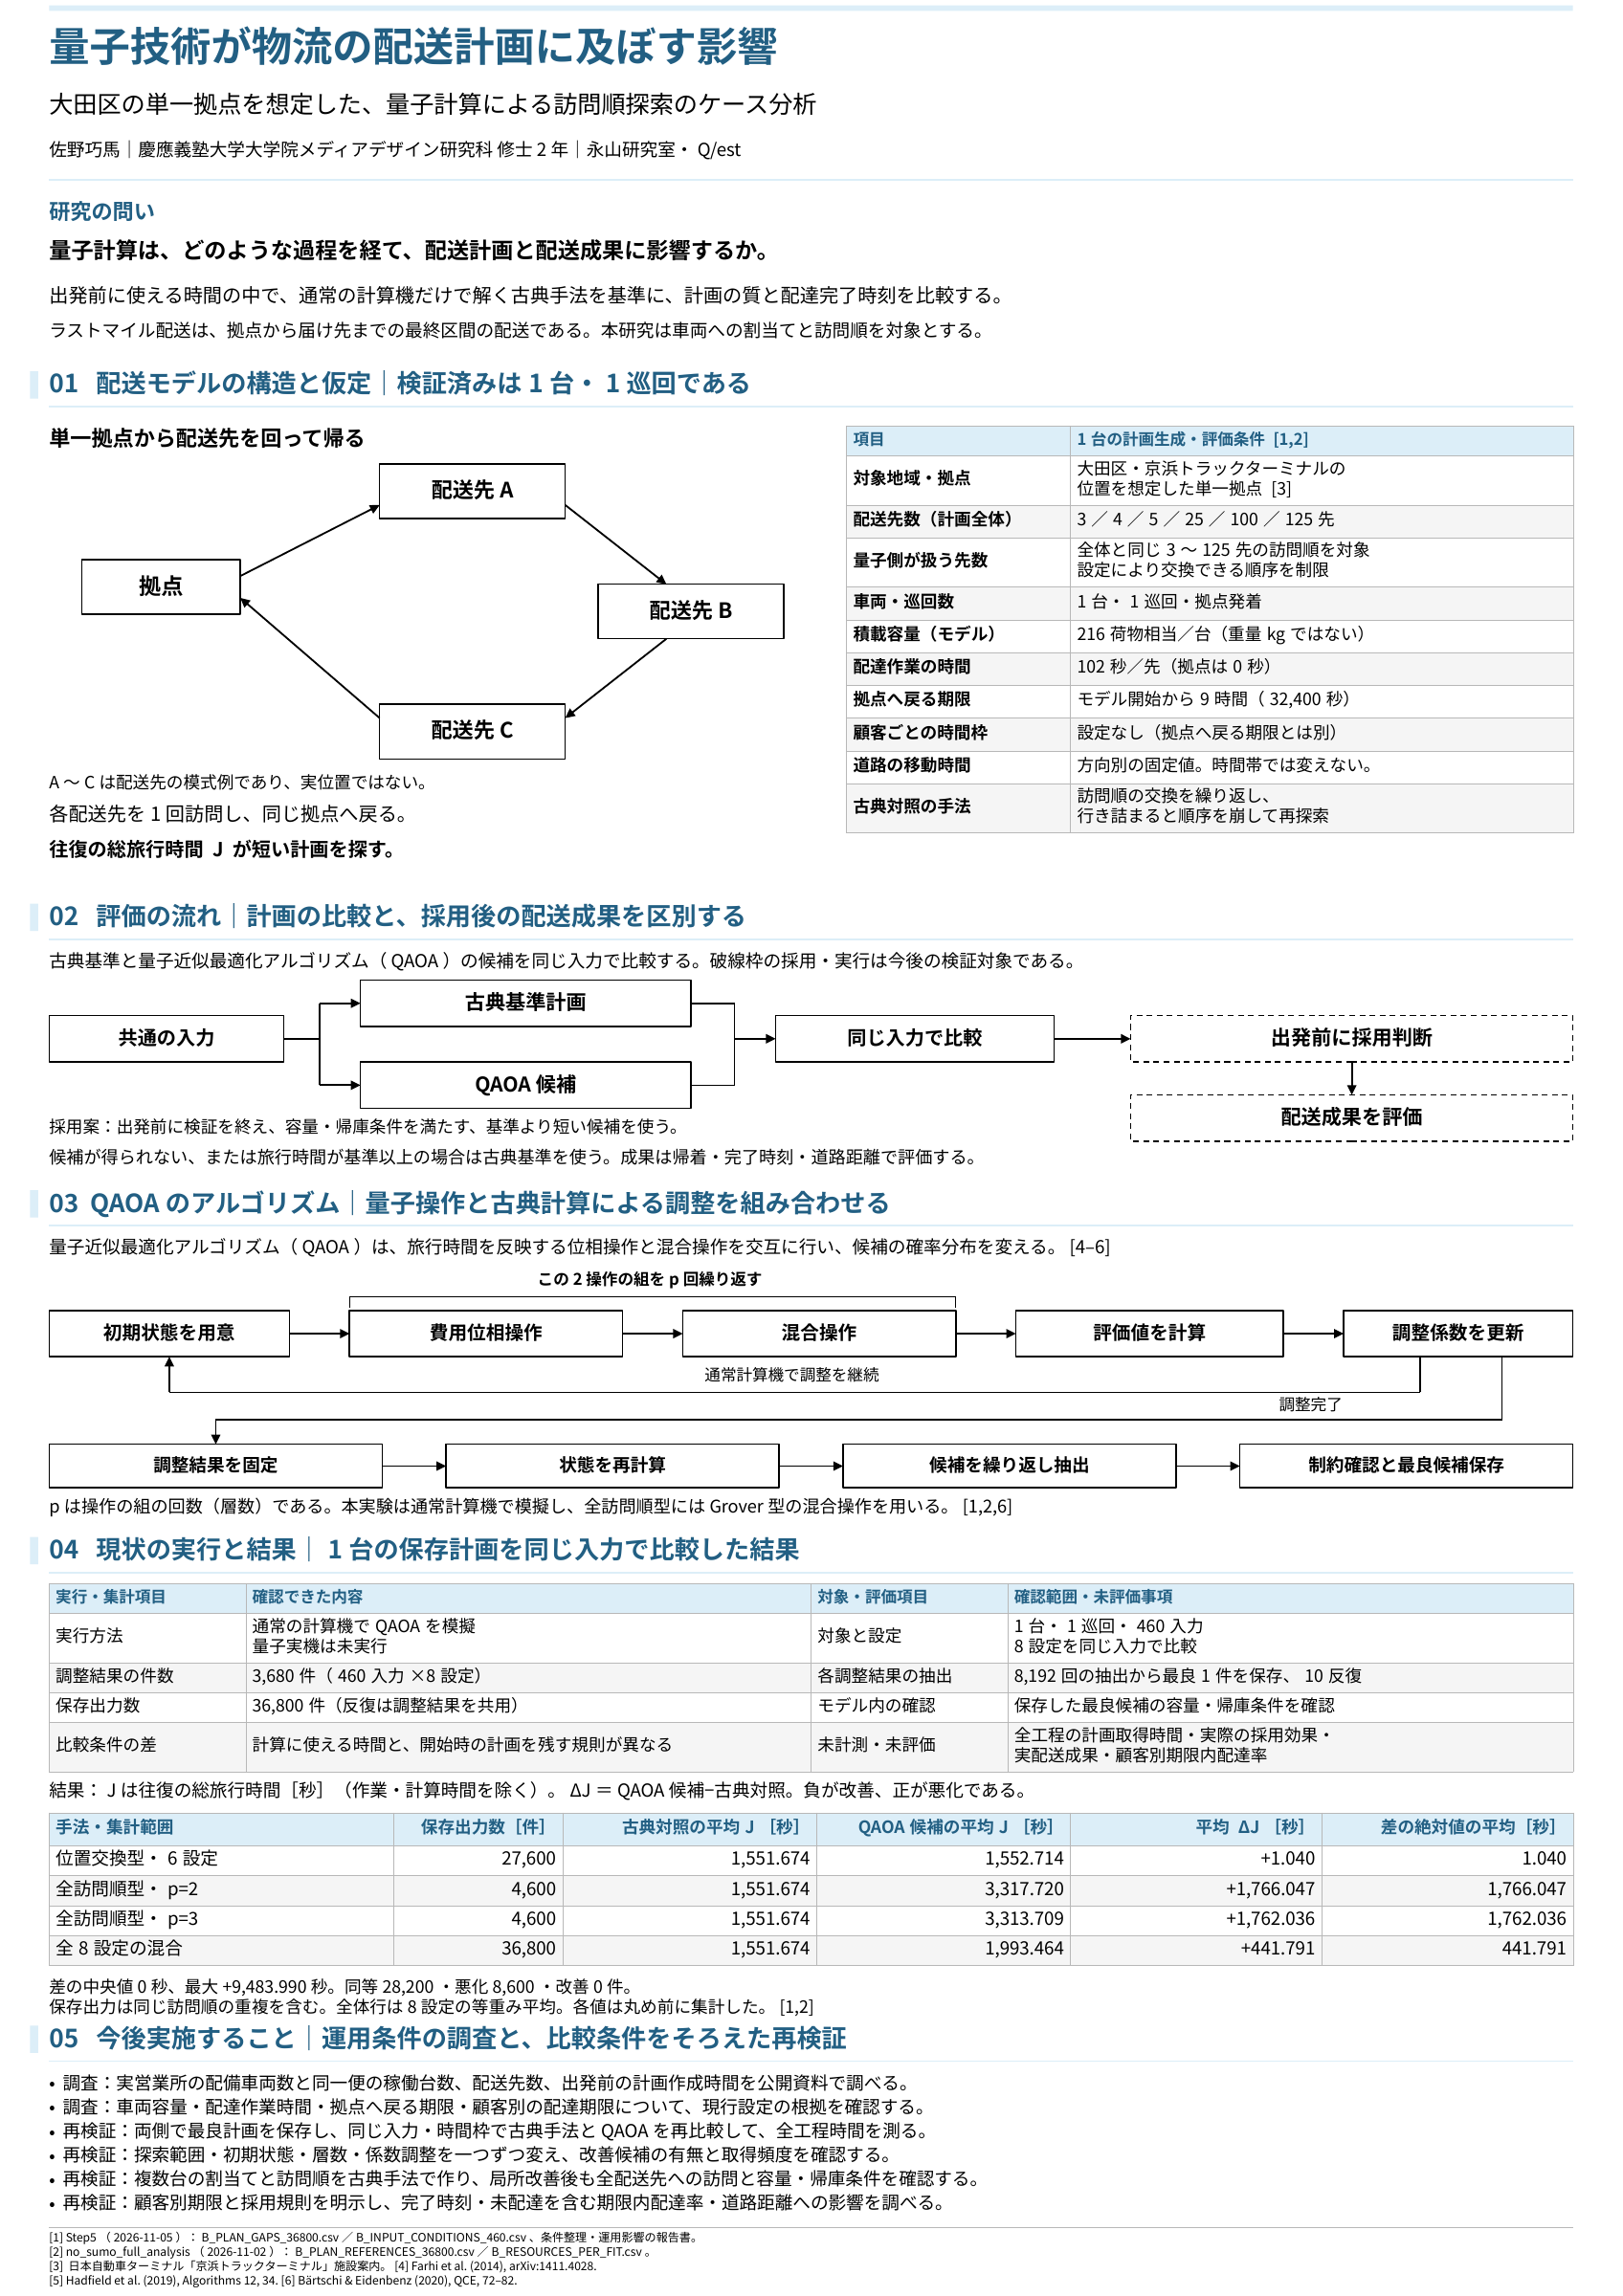 量子技術が物流の配送計画に及ぼす影響
大田区の単一拠点を想定した、量子計算による訪問順探索のケース分析
佐野巧馬｜慶應義塾大学大学院メディアデザイン研究科 修士 2 年｜永山研究室・ Q/est
研究の問い
量子計算は、どのような過程を経て、配送計画と配送成果に影響するか。
出発前に使える時間の中で、通常の計算機だけで解く古典手法を基準に、計画の質と配達完了時刻を比較する。
ラストマイル配送は、拠点から届け先までの最終区間の配送である。本研究は車両への割当てと訪問順を対象とする。
01 配送モデルの構造と仮定｜検証済みは 1 台・ 1 巡回である
単一拠点から配送先を回って帰る
配送先 A
拠点
配送先 B
配送先 C
A ～ C は配送先の模式例であり、実位置ではない。
各配送先を 1 回訪問し、同じ拠点へ戻る。
往復の総旅行時間 J が短い計画を探す。
項目 1 台の計画生成・評価条件 [1,2]
対象地域・拠点 大田区・京浜トラックターミナルの
位置を想定した単一拠点 [3]
配送先数（計画全体） 3 ／ 4 ／ 5 ／ 25 ／ 100 ／ 125 先
量子側が扱う先数 全体と同じ 3 ～ 125 先の訪問順を対象
設定により交換できる順序を制限
車両・巡回数 1 台・ 1 巡回・拠点発着
積載容量（モデル） 216 荷物相当／台（重量 kg ではない）
配達作業の時間 102 秒／先（拠点は 0 秒）
拠点へ戻る期限 モデル開始から 9 時間（ 32,400 秒）
顧客ごとの時間枠 設定なし（拠点へ戻る期限とは別）
道路の移動時間 方向別の固定値。時間帯では変えない。
古典対照の手法 訪問順の交換を繰り返し、
行き詰まると順序を崩して再探索
02 評価の流れ｜計画の比較と、採用後の配送成果を区別する
古典基準と量子近似最適化アルゴリズム（ QAOA ）の候補を同じ入力で比較する。破線枠の採用・実行は今後の検証対象である。
共通の入力
古典基準計画
QAOA 候補
同じ入力で比較
出発前に採用判断
配送成果を評価
採用案：出発前に検証を終え、容量・帰庫条件を満たす、基準より短い候補を使う。
候補が得られない、または旅行時間が基準以上の場合は古典基準を使う。成果は帰着・完了時刻・道路距離で評価する。
03 QAOA のアルゴリズム｜量子操作と古典計算による調整を組み合わせる
量子近似最適化アルゴリズム（ QAOA ）は、旅行時間を反映する位相操作と混合操作を交互に行い、候補の確率分布を変える。 [4–6]
この 2 操作の組を p 回繰り返す
初期状態を用意
費用位相操作
混合操作
評価値を計算
調整係数を更新
通常計算機で調整を継続
調整完了
調整結果を固定
状態を再計算
候補を繰り返し抽出
制約確認と最良候補保存
p は操作の組の回数（層数）である。本実験は通常計算機で模擬し、全訪問順型には Grover 型の混合操作を用いる。 [1,2,6]
04 現状の実行と結果｜ 1 台の保存計画を同じ入力で比較した結果
実行・集計項目 確認できた内容 対象・評価項目 確認範囲・未評価事項
実行方法 通常の計算機で QAOA を模擬
量子実機は未実行 対象と設定 1 台・ 1 巡回・ 460 入力
8 設定を同じ入力で比較
調整結果の件数 3,680 件（ 460 入力 ×8 設定） 各調整結果の抽出 8,192 回の抽出から最良 1 件を保存、 10 反復
保存出力数 36,800 件（反復は調整結果を共用） モデル内の確認 保存した最良候補の容量・帰庫条件を確認
比較条件の差 計算に使える時間と、開始時の計画を残す規則が異なる 未計測・未評価 全工程の計画取得時間・実際の採用効果・
実配送成果・顧客別期限内配達率
結果： J は往復の総旅行時間［秒］（作業・計算時間を除く）。 ΔJ ＝ QAOA 候補−古典対照。負が改善、正が悪化である。
手法・集計範囲 保存出力数［件］ 古典対照の平均 J ［秒］ QAOA 候補の平均 J ［秒］ 平均 ΔJ ［秒］ 差の絶対値の平均［秒］
位置交換型・ 6 設定 27,600 1,551.674 1,552.714 +1.040 1.040
全訪問順型・ p=2 4,600 1,551.674 3,317.720 +1,766.047 1,766.047
全訪問順型・ p=3 4,600 1,551.674 3,313.709 +1,762.036 1,762.036
全 8 設定の混合 36,800 1,551.674 1,993.464 +441.791 441.791
差の中央値 0 秒、最大 +9,483.990 秒。同等 28,200 ・悪化 8,600 ・改善 0 件。
保存出力は同じ訪問順の重複を含む。全体行は 8 設定の等重み平均。各値は丸め前に集計した。 [1,2]
05 今後実施すること｜運用条件の調査と、比較条件をそろえた再検証
• 調査：実営業所の配備車両数と同一便の稼働台数、配送先数、出発前の計画作成時間を公開資料で調べる。
• 調査：車両容量・配達作業時間・拠点へ戻る期限・顧客別の配達期限について、現行設定の根拠を確認する。
• 再検証：両側で最良計画を保存し、同じ入力・時間枠で古典手法と QAOA を再比較して、全工程時間を測る。
• 再検証：探索範囲・初期状態・層数・係数調整を一つずつ変え、改善候補の有無と取得頻度を確認する。
• 再検証：複数台の割当てと訪問順を古典手法で作り、局所改善後も全配送先への訪問と容量・帰庫条件を確認する。
• 再検証：顧客別期限と採用規則を明示し、完了時刻・未配達を含む期限内配達率・道路距離への影響を調べる。
[1] Step5 （ 2026-11-05 ）： B_PLAN_GAPS_36800.csv ／ B_INPUT_CONDITIONS_460.csv 、条件整理・運用影響の報告書。
[2] no_sumo_full_analysis （ 2026-11-02 ）： B_PLAN_REFERENCES_36800.csv ／ B_RESOURCES_PER_FIT.csv 。
[3] 日本自動車ターミナル「京浜トラックターミナル」施設案内。 [4] Farhi et al. (2014), arXiv:1411.4028.
[5] Hadfield et al. (2019), Algorithms 12, 34. [6] Bärtschi & Eidenbenz (2020), QCE, 72–82.